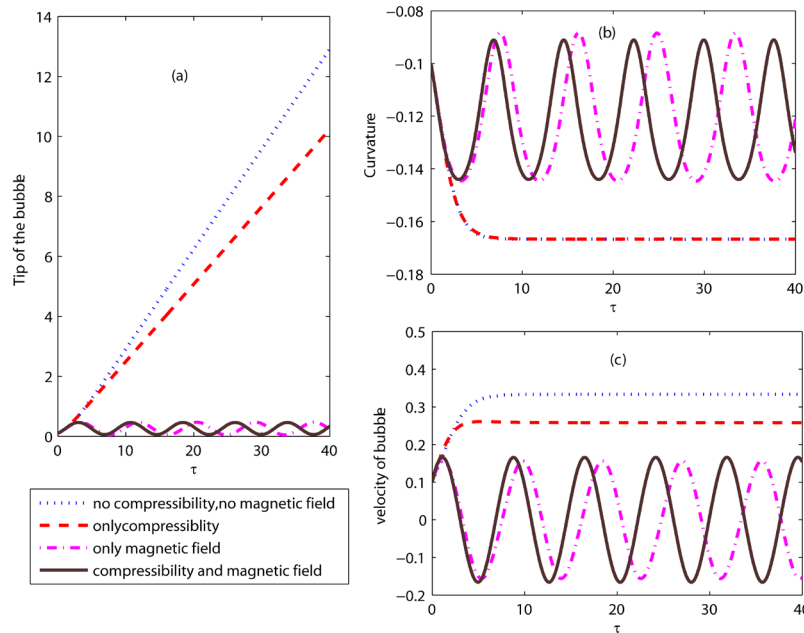 14
12
10
8
6
4
2
0
(a)
Tip of the bubble
0 10 20 30 40
τ
−0.08
−0.1
−0.12
−0.14
−0.16
−0.18
(b)
Curvature
0 10 20 30 40
τ
0.5
0.4
0.3
0.2
0.1
0
−0.1
−0.2
(c)
velocity of bubble
0 10 20 30 40
τ
no compressibility,no magnetic field
onlycompressiblity
only magnetic field
compressibility and magnetic field